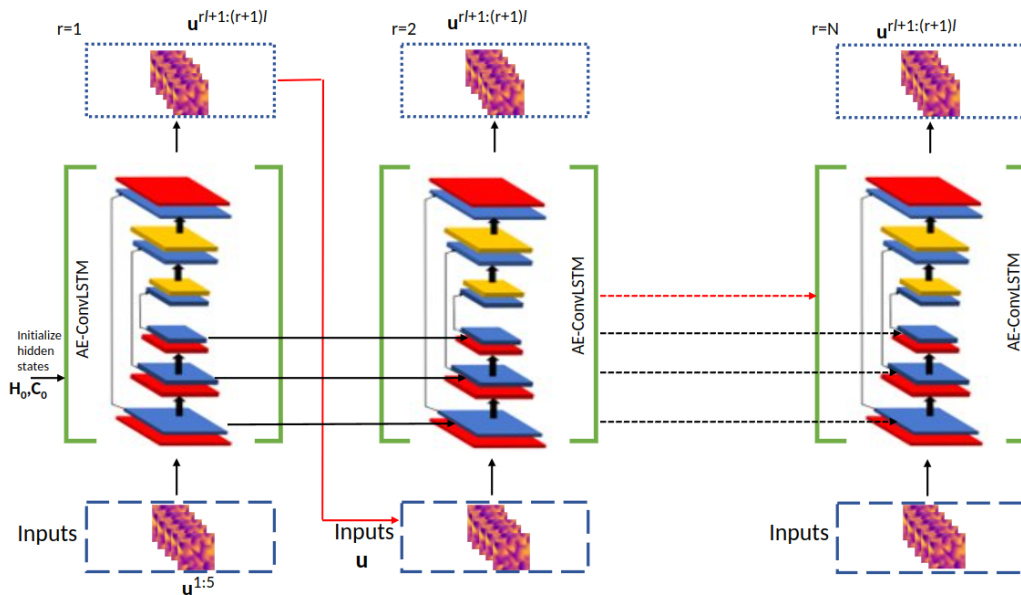 r=1
u^{rl+1:(r+1)l}
r=2
u^{rl+1:(r+1)l}
r=N
u^{rl+1:(r+1)l}
AE-ConvLSTM
AE-ConvLSTM
AE-ConvLSTM
Initialize
hidden
states
H₀,C₀
Inputs
u^{1:5}
Inputs
u
Inputs